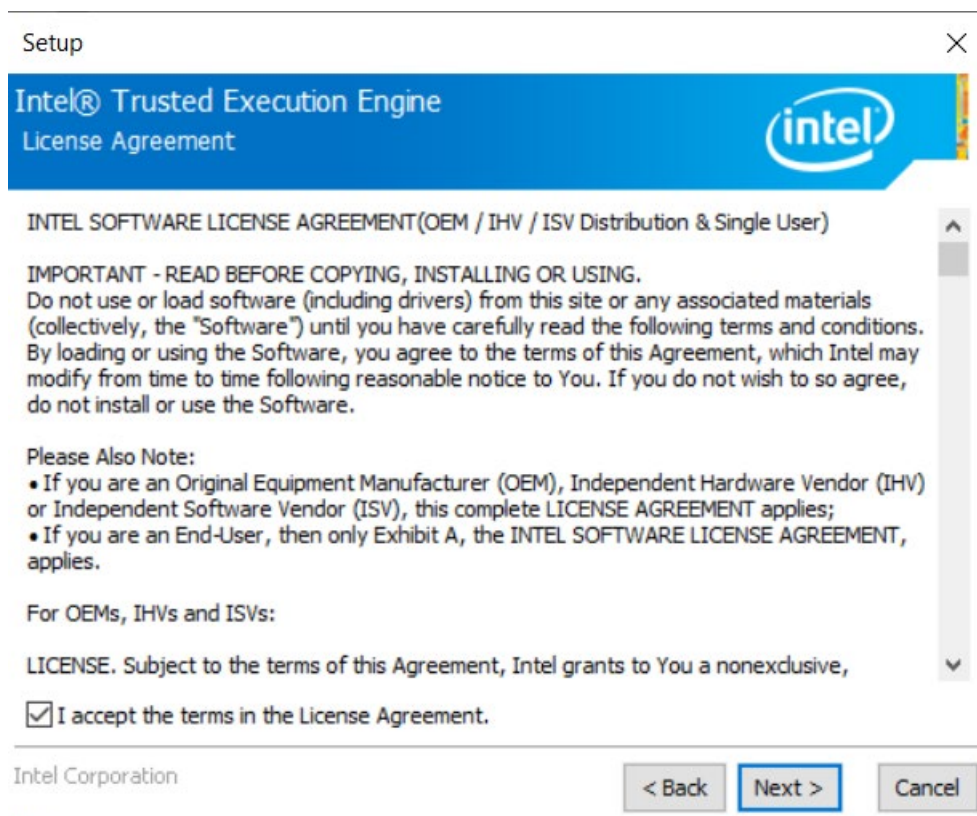 Setup
Intel® Trusted Execution Engine
License Agreement
intel
INTEL SOFTWARE LICENSE AGREEMENT(OEM / IHV / ISV Distribution & Single User)
IMPORTANT - READ BEFORE COPYING, INSTALLING OR USING.
Do not use or load software (including drivers) from this site or any associated materials
(collectively, the "Software") until you have carefully read the following terms and conditions.
By loading or using the Software, you agree to the terms of this Agreement, which Intel may
modify from time to time following reasonable notice to You. If you do not wish to so agree,
do not install or use the Software.
Please Also Note:
• If you are an Original Equipment Manufacturer (OEM), Independent Hardware Vendor (IHV)
or Independent Software Vendor (ISV), this complete LICENSE AGREEMENT applies;
• If you are an End-User, then only Exhibit A, the INTEL SOFTWARE LICENSE AGREEMENT,
applies.
For OEMs, IHVs and ISVs:
LICENSE. Subject to the terms of this Agreement, Intel grants to You a nonexclusive,
I accept the terms in the License Agreement.
Intel Corporation
< Back
Next >
Cancel